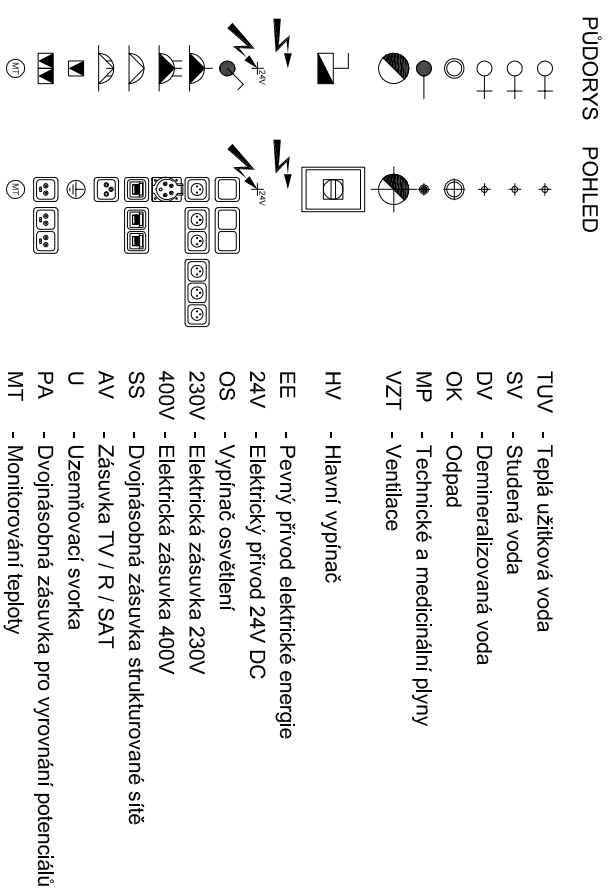 PŮDORYS POHLED
TUV - Teplá užitková voda
SV - Studená voda
DV - Demineralizovaná voda
OK - Odpad
MP - Technické a medicinální plyny
VZT - Ventilace
HV - Hlavní vypínač
EE - Pevný přívod elektrické energie
24V 24V 24V - Elektrický přívod 24V DC
OS - Vypínač osvětlení
230V - Elektrická zásuvka 230V
400V - Elektrická zásuvka 400V
SS - Dvojnásobná zásuvka strukturované sítě
AV - Zásuvka TV / R / SAT
U - Uzemňovací svorka
PA - Dvojnásobná zásuvka pro vyrovnání potenciálů
MT MT MT - Monitorování teploty